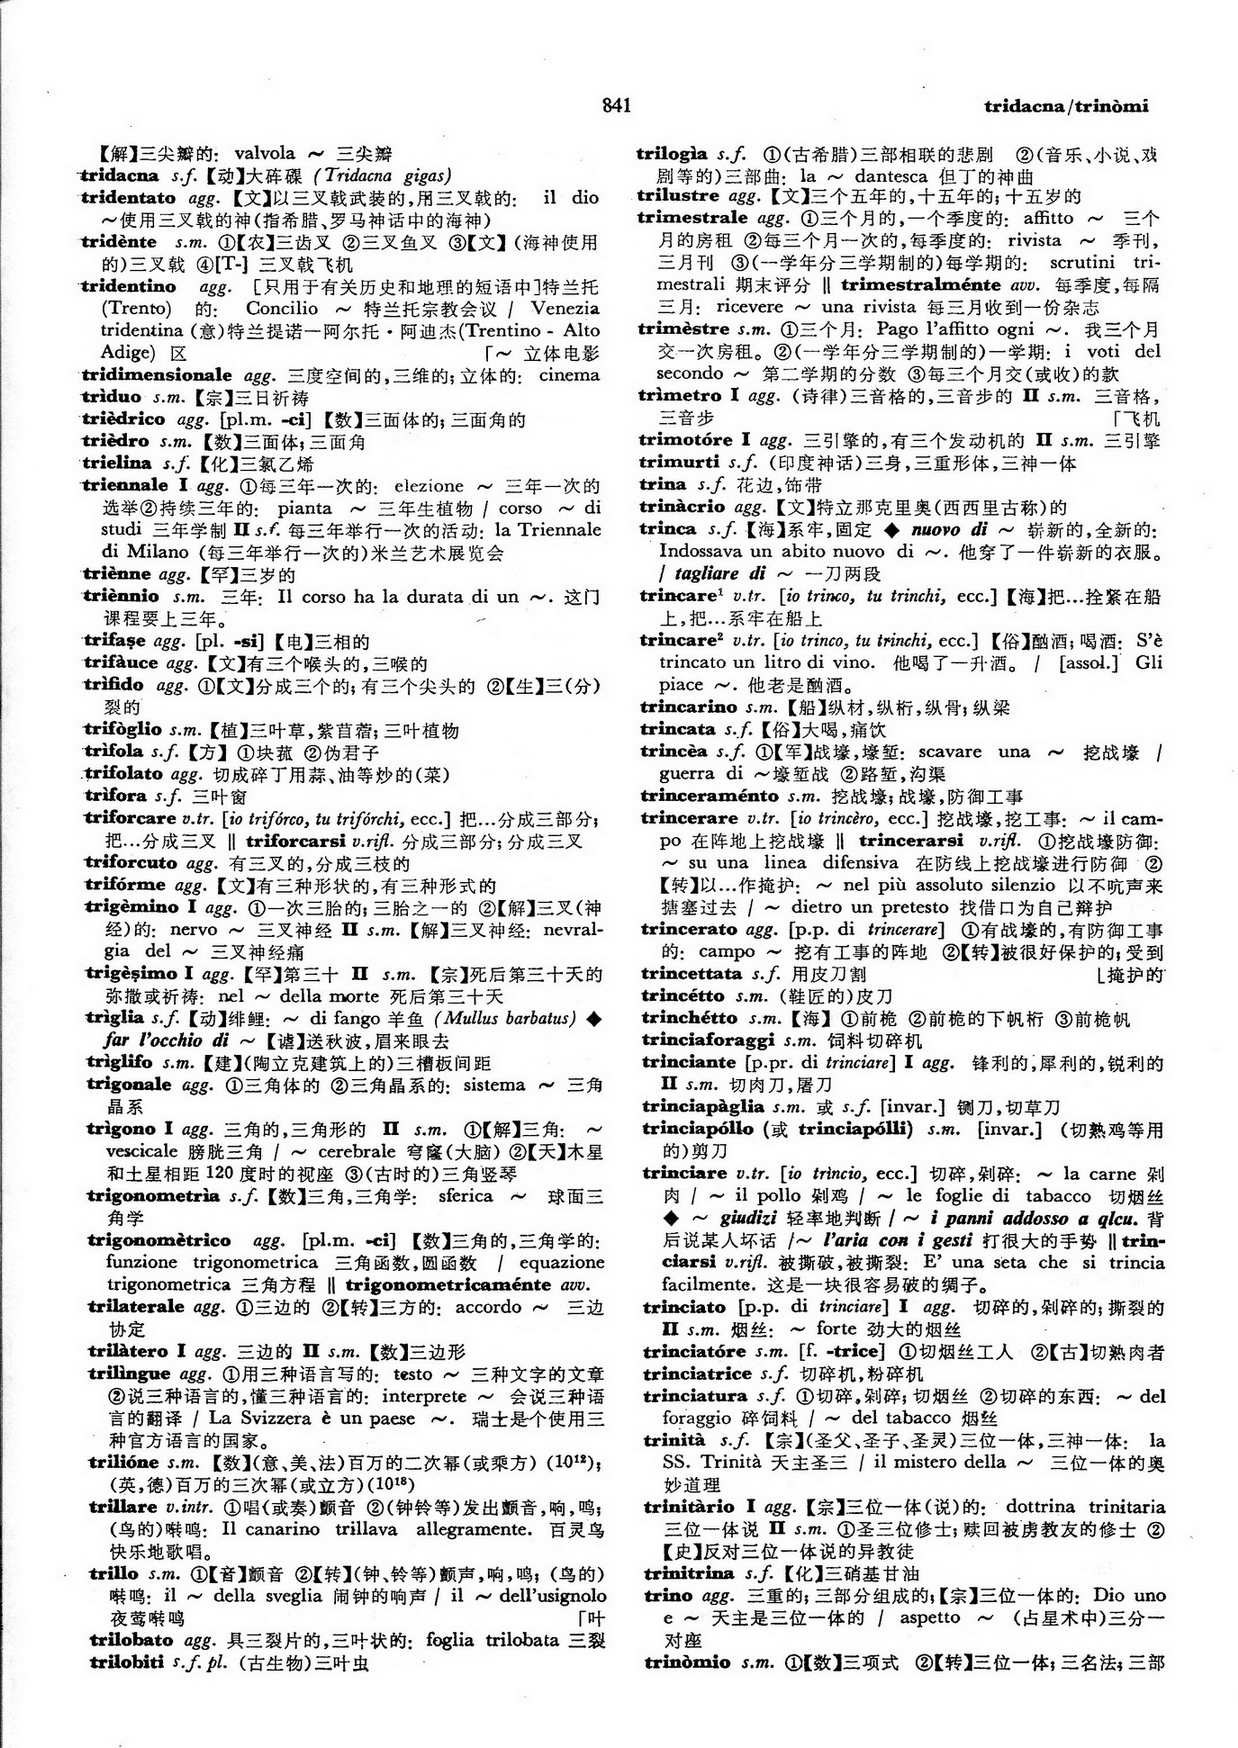 841
tridacna/trinòmi
【解】三尖瓣的: valvola ～ 三尖瓣
tridacna s.f.【动】大砗磲 (Tridacna gigas)
tridentato agg.【文】以三叉戟武装的,用三叉戟的: il dio
～使用三叉戟的神(指希腊、罗马神话中的海神)
tridènte s.m. ①【农】三齿叉 ②三叉鱼叉 ③【文】(海神使用
的)三叉戟 ④[T-] 三叉戟飞机
tridentino agg. [只用于有关历史和地理的短语中]特兰托
(Trento) 的: Concilio ～ 特兰托宗教会议 / Venezia
tridentina (意)特兰提诺一阿尔托·阿迪杰(Trentino - Alto
Adige) 区 「～ 立体电影
tridimensionale agg. 三度空间的,三维的; 立体的: cinema
trìduo s.m.【宗】三日祈祷
trièdrico agg. [pl.m. -ci]【数】三面体的; 三面角的
trièdro s.m.【数】三面体; 三面角
trielina s.f.【化】三氯乙烯
triennale I agg. ①每三年一次的: elezione ～ 三年一次的
选举②持续三年的: pianta ～ 三年生植物 / corso ～ di
studi 三年学制 II s.f. 每三年举行一次的活动: la Triennale
di Milano (每三年举行一次的)米兰艺术展览会
triènne agg.【罕】三岁的
triènnio s.m. 三年: Il corso ha la durata di un ～. 这门
课程要上三年。
trifaṣe agg. [pl. -si]【电】三相的
trifàuce agg.【文】有三个喉头的,三喉的
trìfido agg. ①【文】分成三个的; 有三个尖头的 ②【生】三(分)
裂的
trifòglio s.m.【植】三叶草,紫苜蓿; 三叶植物
trìfola s.f.【方】①块菰 ②伪君子
trifolato agg. 切成碎丁用蒜、油等炒的(菜)
trìfora s.f. 三叶窗
triforcare v.tr. [io trifórco, tu trifórchi, ecc.] 把…分成三部分;
把…分成三叉 ‖ triforcarsi v.rifl. 分成三部分; 分成三叉
triforcuto agg. 有三叉的,分成三枝的
trifórme agg.【文】有三种形状的,有三种形式的
trigèmino I agg. ①一次三胎的; 三胎之一的 ②【解】三叉(神
经)的: nervo ～ 三叉神经 II s.m.【解】三叉神经: nevral-
gia del ～ 三叉神经痛
trigèṣimo I agg.【罕】第三十 II s.m.【宗】死后第三十天的
弥撒或祈祷: nel ～ della morte 死后第三十天
trìglia s.f.【动】绯鲤: ～ di fango 羊鱼 (Mullus barbatus) ◆
far l'occhio di ～【谑】送秋波,眉来眼去
trìglifo s.m.【建】(陶立克建筑上的)三槽板间距
trigonale agg. ①三角体的 ②三角晶系的: sistema ～ 三角
晶系
trìgono I agg. 三角的,三角形的 II s.m. ①【解】三角: ～
vescicale 膀胱三角 / ～ cerebrale 穹窿(大脑) ②【天】木星
和土星相距 120 度时的视座 ③(古时的)三角竖琴
trigonometrìa s.f.【数】三角,三角学: sferica ～ 球面三
角学
trigonomètrico agg. [pl.m. -ci]【数】三角的,三角学的:
funzione trigonometrica 三角函数,圆函数 / equazione
trigonometrica 三角方程 ‖ trigonometricaménte avv.
trilaterale agg. ①三边的 ②【转】三方的: accordo ～ 三边
协定
trilàtero I agg. 三边的 II s.m.【数】三边形
trilìngue agg. ①用三种语言写的: testo ～ 三种文字的文章
②说三种语言的,懂三种语言的: interprete ～ 会说三种语
言的翻译 / La Svizzera è un paese ～. 瑞士是个使用三
种官方语言的国家。
trilióne s.m.【数】(意、美、法)百万的二次幂(或乘方) (10¹²);
(英,德)百万的三次幂(或立方)(10¹⁸)
trillare v.intr. ①唱(或奏)颤音 ②(钟铃等)发出颤音,响,鸣;
(鸟的)啭鸣: Il canarino trillava allegramente. 百灵鸟
快乐地歌唱。
trillo s.m. ①【音】颤音 ②【转】(钟、铃等)颤声,响,鸣; (鸟的)
啭鸣: il ～ della sveglia 闹钟的响声 / il ～ dell'usignolo
夜莺啭鸣 「叶
trilobato agg. 具三裂片的,三叶状的: foglia trilobata 三裂
trilobiti s.f.pl. (古生物)三叶虫
trilogìa s.f. ①(古希腊)三部相联的悲剧 ②(音乐、小说、戏
剧等的)三部曲: la ～ dantesca 但丁的神曲
trilustre agg.【文】三个五年的,十五年的; 十五岁的
trimestrale agg. ①三个月的,一个季度的: affitto ～ 三个
月的房租 ②每三个月一次的,每季度的: rivista ～ 季刊,
三月刊 ③(一学年分三学期制的)每学期的: scrutini tri-
mestrali 期末评分 ‖ trimestralménte avv. 每季度,每隔
三月: ricevere ～ una rivista 每三月收到一份杂志
trimèstre s.m. ①三个月: Pago l'affitto ogni ～. 我三个月
交一次房租。②(一学年分三学期制的)一学期: i voti del
secondo ～ 第二学期的分数 ③每三个月交(或收)的款
trìmetro I agg. (诗律)三音格的,三音步的 II s.m. 三音格,
三音步 「飞机
trimotóre I agg. 三引擎的,有三个发动机的 II s.m. 三引擎
trimurti s.f. (印度神话)三身,三重形体,三神一体
trina s.f. 花边,饰带
trinàcrio agg.【文】特立那克里奥(西西里古称)的
trinca s.f.【海】系牢,固定 ◆ nuovo di ～ 崭新的,全新的:
Indossava un abito nuovo di ～. 他穿了一件崭新的衣服。
/ tagliare di ～ 一刀两段
trincare¹ v.tr. [io trinco, tu trinchi, ecc.]【海】把…拴紧在船
上,把…系牢在船上
trincare² v.tr. [io trinco, tu trinchi, ecc.]【俗】酗酒; 喝酒: S'è
trincato un litro di vino. 他喝了一升酒。 / [assol.] Gli
piace ～. 他老是酗酒。
trincarino s.m.【船】纵材,纵桁,纵骨; 纵梁
trincata s.f.【俗】大喝,痛饮
trincèa s.f. ①【军】战壕,壕堑: scavare una ～ 挖战壕 /
guerra di ～壕堑战 ②路堑,沟渠
trinceraménto s.m. 挖战壕; 战壕,防御工事
trincerare v.tr. [io trincèro, ecc.] 挖战壕,挖工事: ～ il cam-
po 在阵地上挖战壕 ‖ trincerarsi v.rifl. ①挖战壕防御:
～ su una linea difensiva 在防线上挖战壕进行防御 ②
【转】以…作掩护: ～ nel più assoluto silenzio 以不吭声来
搪塞过去 / ～ dietro un pretesto 找借口为自己辩护
trincerato agg. [p.p. di trincerare] ①有战壕的,有防御工事
的: campo ～ 挖有工事的阵地 ②【转】被很好保护的; 受到
trincettata s.f. 用皮刀割 ⌊掩护的
trincétto s.m. (鞋匠的)皮刀
trinchétto s.m.【海】①前桅 ②前桅的下帆桁 ③前桅帆
trinciaforaggi s.m. 饲料切碎机
trinciante [p.pr. di trinciare] I agg. 锋利的,犀利的,锐利的
II s.m. 切肉刀,屠刀
trinciapàglia s.m. 或 s.f. [invar.] 铡刀,切草刀
trinciapóllo (或 trinciapólli) s.m. [invar.] (切熟鸡等用
的)剪刀
trinciare v.tr. [io trìncio, ecc.] 切碎,剁碎: ～ la carne 剁
肉 / ～ il pollo 剁鸡 / ～ le foglie di tabacco 切烟丝
◆ ～ giudizi 轻率地判断 / ～ i panni addosso a qlcu. 背
后说某人坏话 /～ l'aria con i gesti 打很大的手势 ‖ trin-
ciarsi v.rifl. 被撕破,被撕裂: E' una seta che si trincia
facilmente. 这是一块很容易破的绸子。
trinciato [p.p. di trinciare] I agg. 切碎的,剁碎的; 撕裂的
II s.m. 烟丝: ～ forte 劲大的烟丝
trinciatóre s.m. [f. -trice] ①切烟丝工人 ②【古】切熟肉者
trinciatrice s.f. 切碎机,粉碎机
trinciatura s.f. ①切碎,剁碎; 切烟丝 ②切碎的东西: ～ del
foraggio 碎饲料 / ～ del tabacco 烟丝
trinità s.f.【宗】(圣父、圣子、圣灵)三位一体,三神一体: la
SS. Trinità 天主圣三 / il mistero della ～ 三位一体的奥
妙道理
trinitàrio I agg.【宗】三位一体(说)的: dottrina trinitaria
三位一体说 II s.m. ①圣三位修士; 赎回被虏教友的修士 ②
【史】反对三位一体说的异教徒
trinitrina s.f.【化】三硝基甘油
trino agg. 三重的; 三部分组成的;【宗】三位一体的: Dio uno
e ～ 天主是三位一体的 / aspetto ～ (占星术中)三分一
对座
trinòmio s.m. ①【数】三项式 ②【转】三位一体; 三名法; 三部